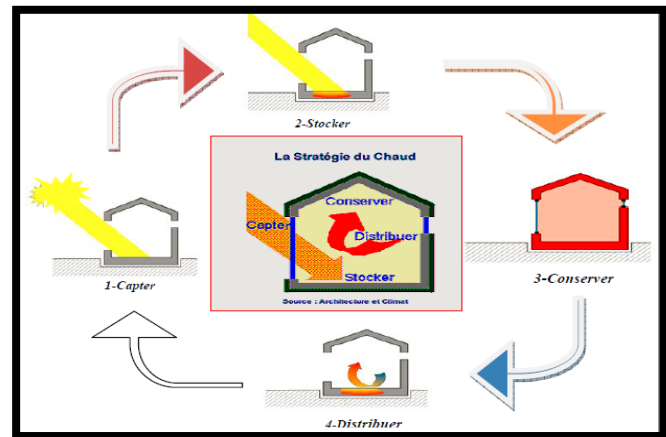 2-Stocker
La Stratégie du Chaud
Conserver
Capter
Distribuer
Stocker
Source : Architecture et Climat
1-Capter
3-Conserver
4-Distribuer